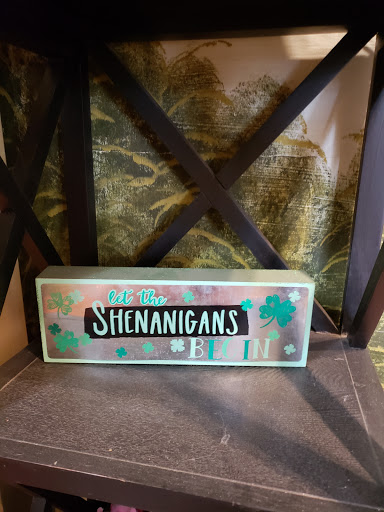 let the
SHENANIGANS
BEGIN